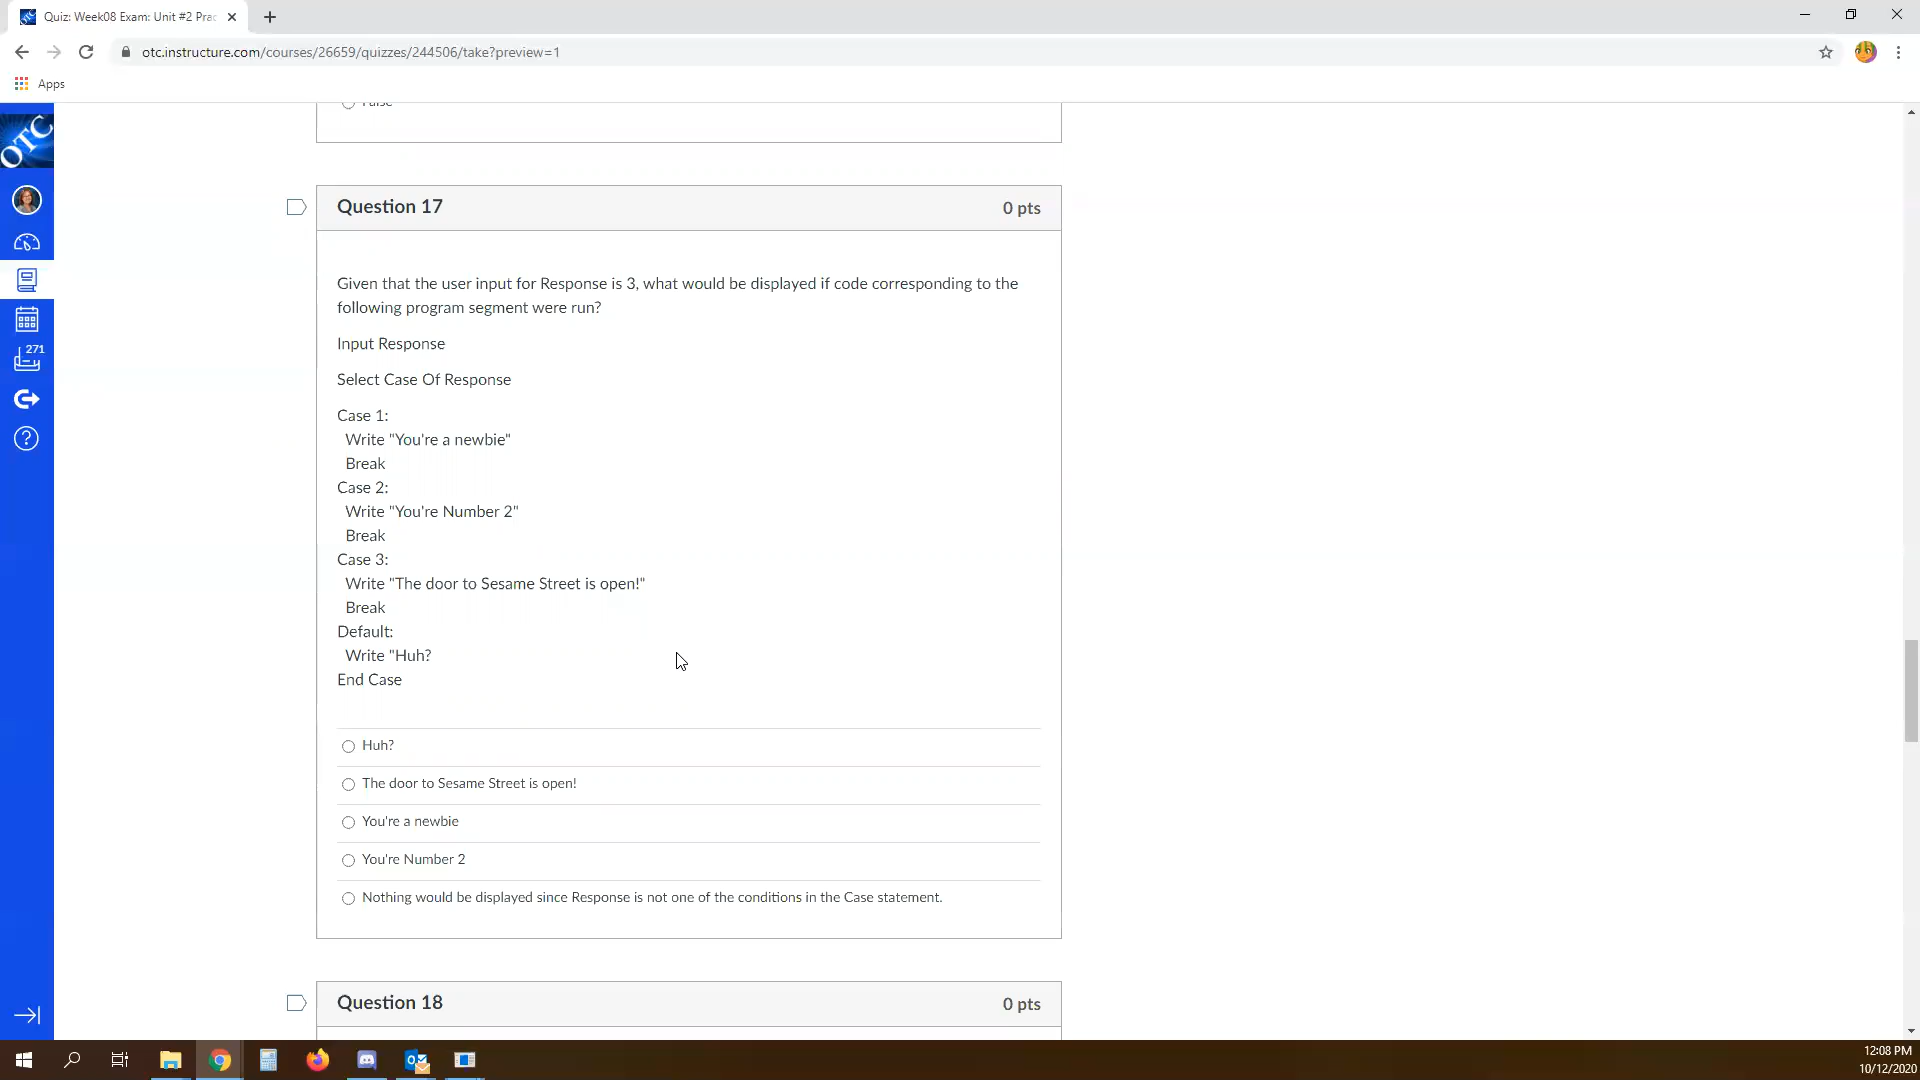 Quiz: Week08 Exam: Unit #2 Prac
otc.instructure.com/courses/26659/quizzes/244506/take?preview=1
Apps
OTC
271
False
Question 17
0 pts
Given that the user input for Response is 3, what would be displayed if code corresponding to the
following program segment were run?
Input Response
Select Case Of Response
Case 1:
Write "You're a newbie"
Break
Case 2:
Write "You're Number 2"
Break
Case 3:
Write "The door to Sesame Street is open!"
Break
Default:
Write "Huh?
End Case
Huh?
The door to Sesame Street is open!
You're a newbie
You're Number 2
Nothing would be displayed since Response is not one of the conditions in the Case statement.
Question 18
0 pts
12:08 PM
10/12/2020